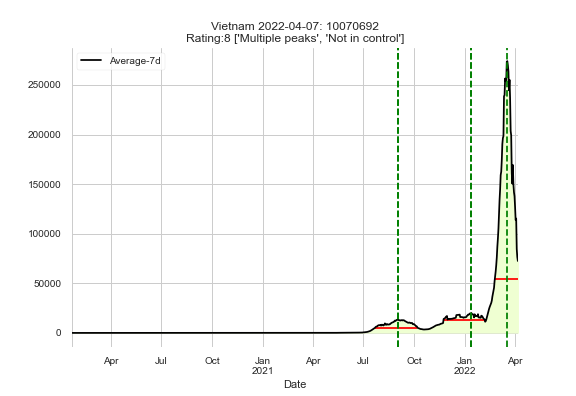 Vietnam 2022-04-07: 10070692
Rating:8 ['Multiple peaks', 'Not in control']
Average-7d
250000
200000
150000
100000
50000
0
Apr Jul Oct Jan Apr Jul Oct Jan Apr
2021 2022
Date